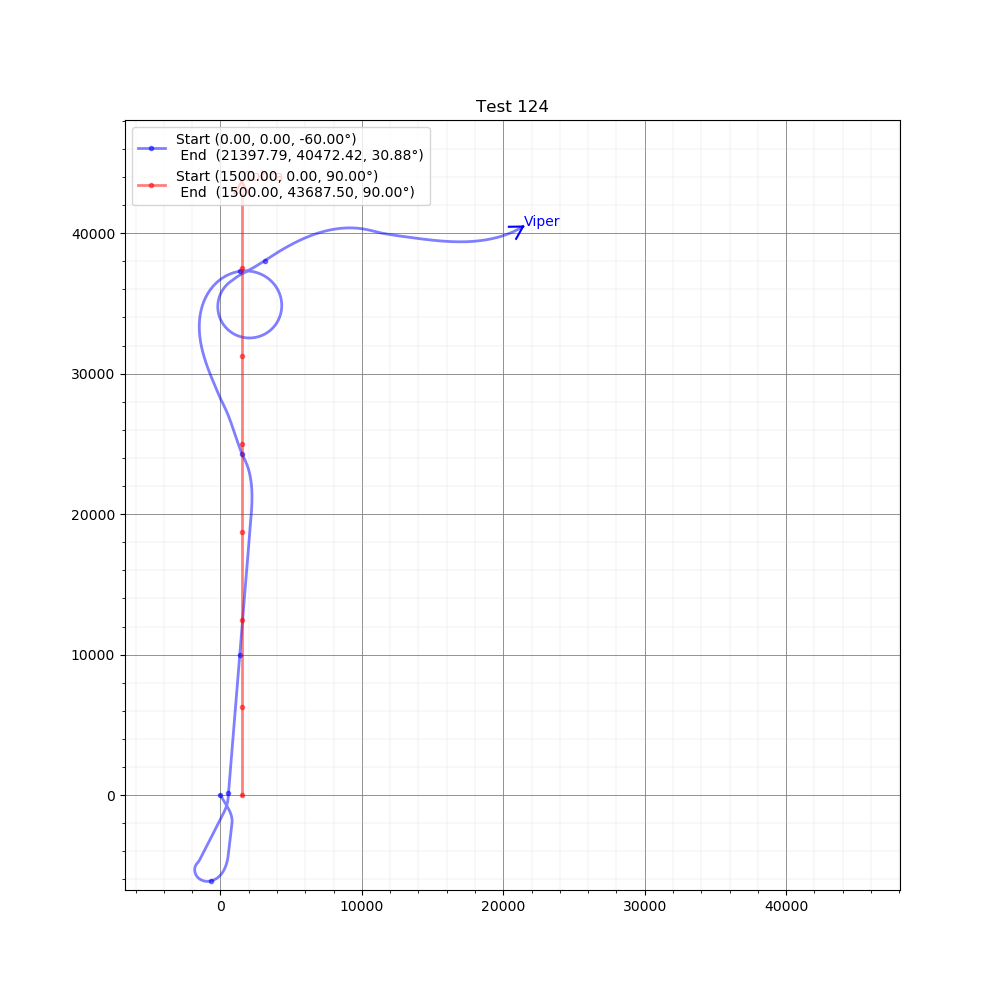 Test 124
Start (0.00, 0.00, -60.00°)
End  (21397.79, 40472.42, 30.88°)
Start (1500.00, 0.00, 90.00°)
End  (1500.00, 43687.50, 90.00°)
Viper
40000
30000
20000
10000
0
0 10000 20000 30000 40000